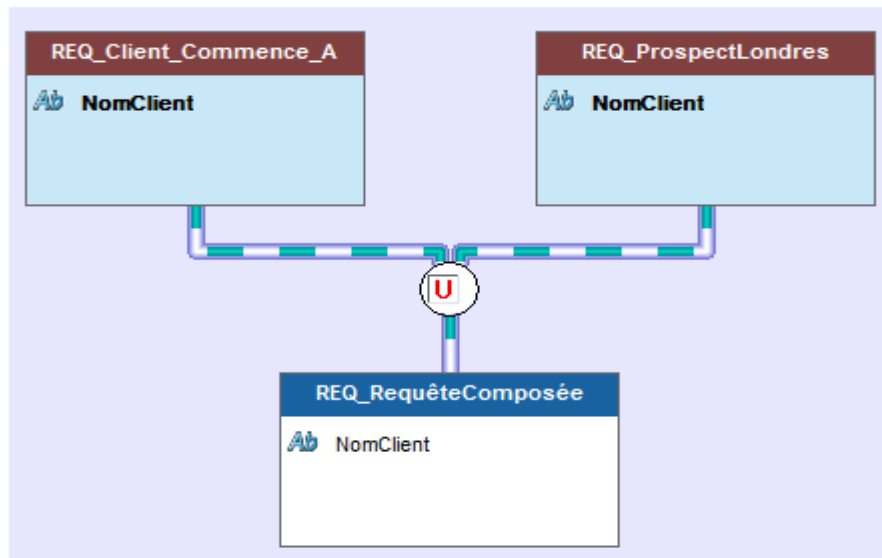 REQ_Client_Commence_A
Ab NomClient
REQ_ProspectLondres
Ab NomClient
U
REQ_RequêteComposée
Ab NomClient